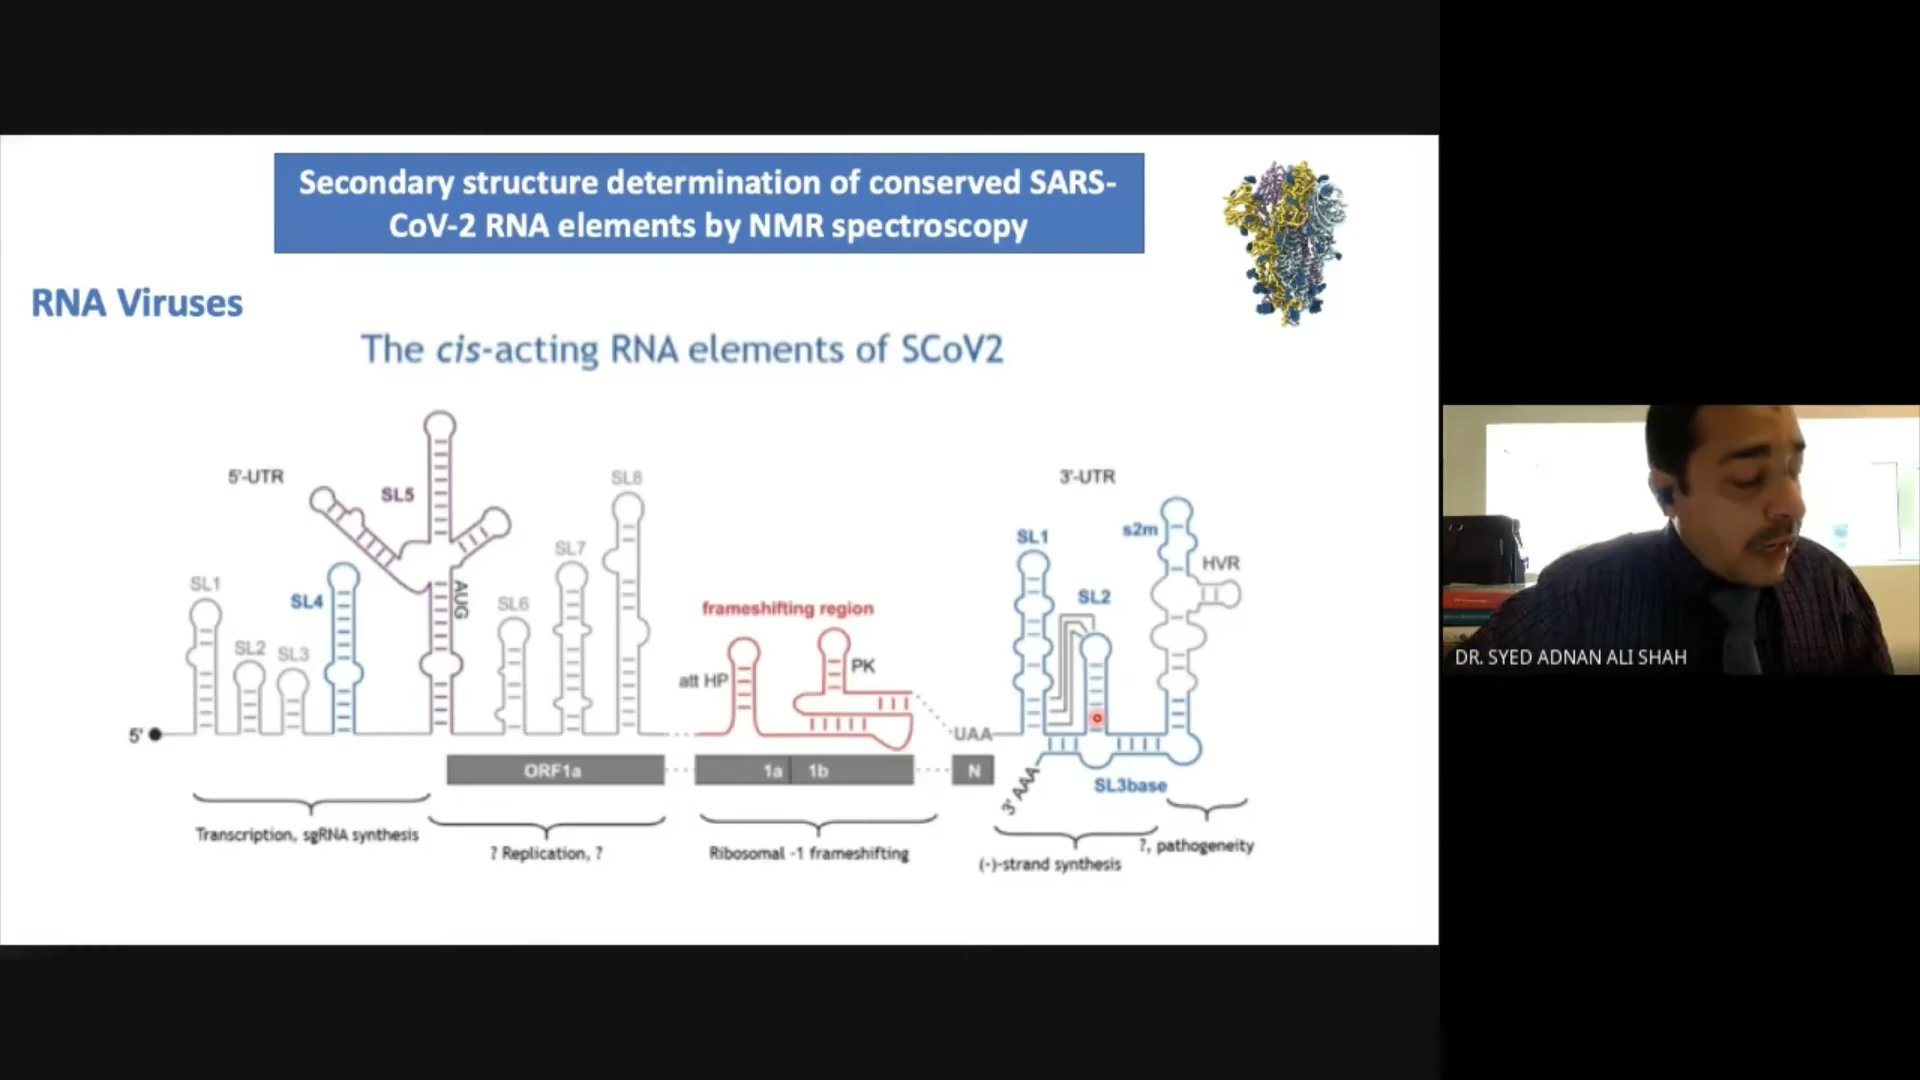 Secondary structure determination of conserved SARS-
CoV-2 RNA elements by NMR spectroscopy
RNA Viruses
The cis-acting RNA elements of SCoV2
5'-UTR
SL1
SL2
SL3
SL4
SL5
AUG
SL6
SL7
SL8
frameshifting region
att HP
PK
3'-UTR
SL1
SL2
s2m
HVR
5'
UAA
SL3base
3' AAA
ORF1a
1a 1b
N
Transcription, sgRNA synthesis
? Replication, ?
Ribosomal -1 frameshifting
(-)-strand synthesis
?, pathogeneity
DR. SYED ADNAN ALI SHAH